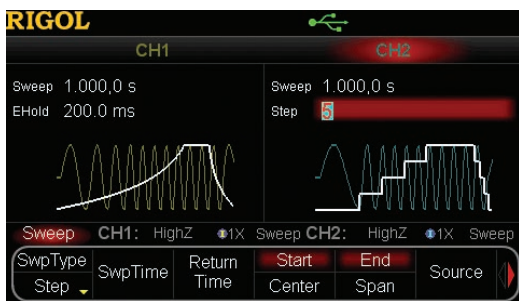 RIGOL
CH1 CH2
Sweep 1.000,0 s Sweep 1.000,0 s
EHold 200.0 ms Step 5
Sweep CH1: HighZ 1X Sweep CH2: HighZ 1X Sweep
SwpType SwpTime Return Time Start End Source
Step Center Span